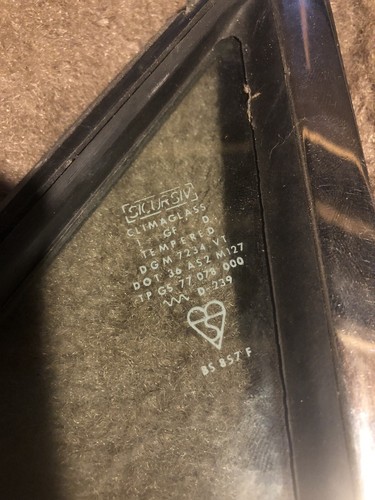 SICURSIV
CLIMAGLASS
GF D
TEMPERED
DGM 7234 VT
DOT 36 AS2 M127
TP GS 77 078 000
D-239
BS 857 F